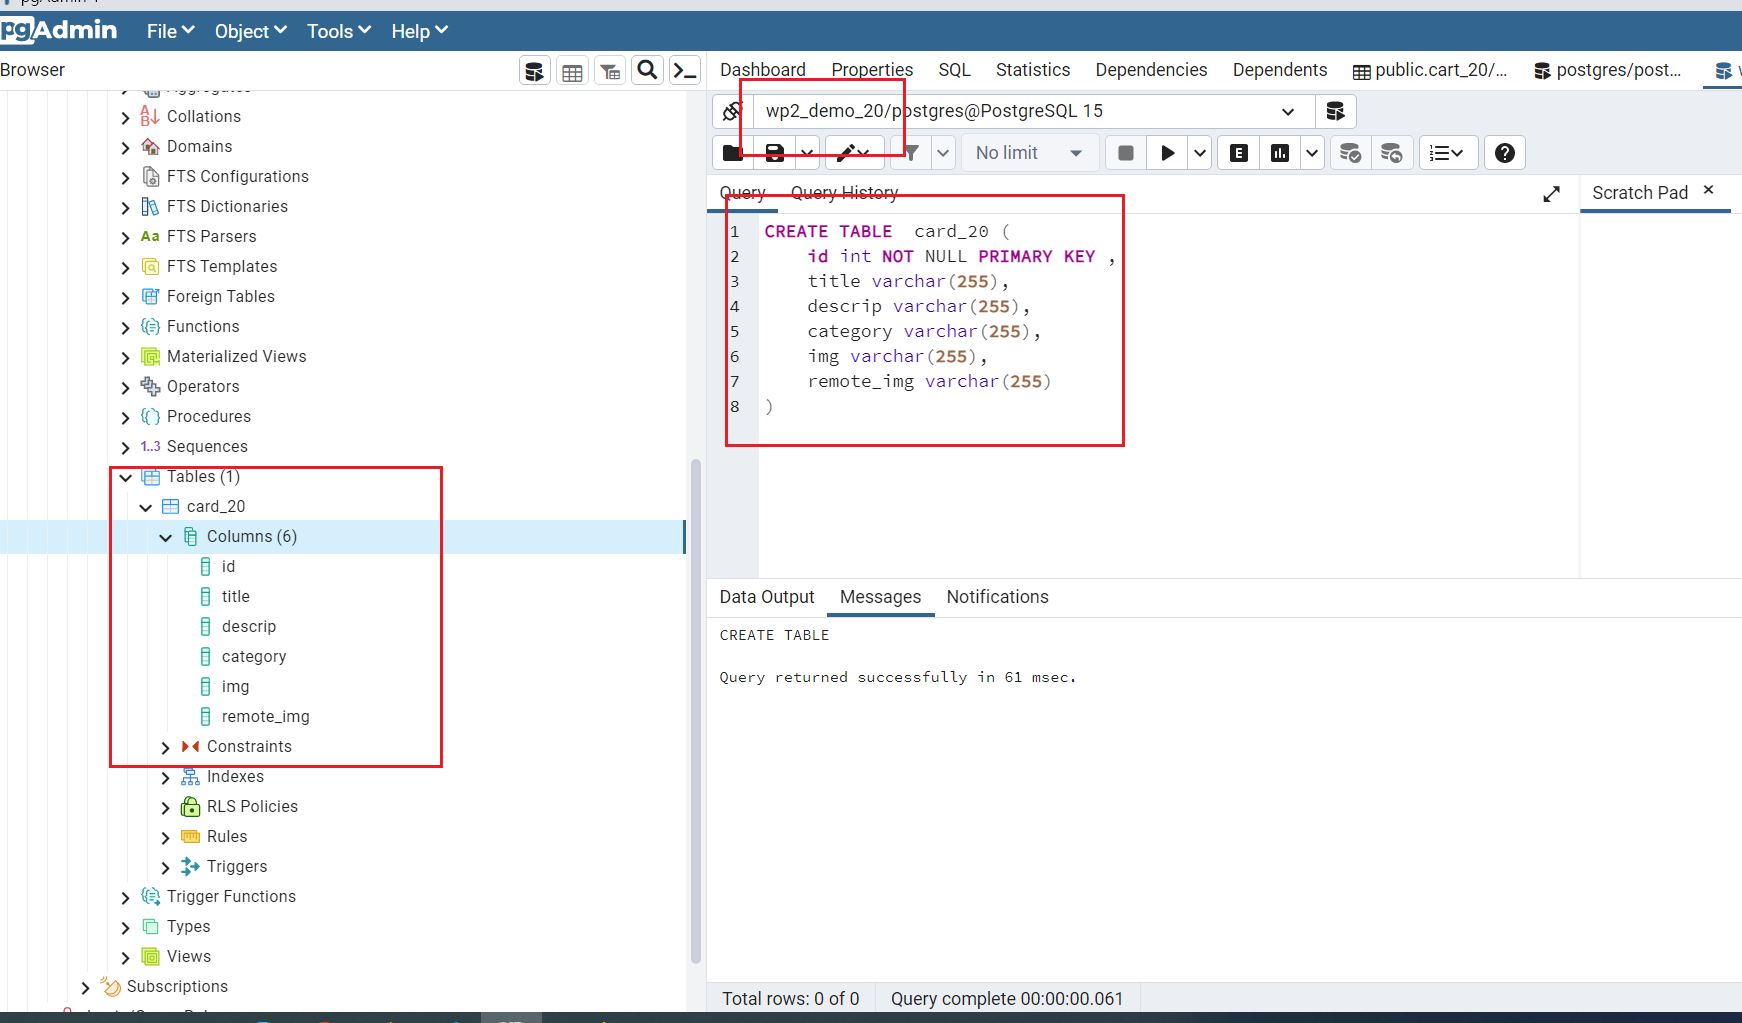 pgAdmin
File Object Tools Help
Browser
Dashboard Properties SQL Statistics Dependencies Dependents public.cart_20/... postgres/post...
Aggregates
Collations
Domains
FTS Configurations
FTS Dictionaries
Aa FTS Parsers
FTS Templates
Foreign Tables
Functions
Materialized Views
Operators
Procedures
1..3 Sequences
Tables (1)
card_20
Columns (6)
id
title
descrip
category
img
remote_img
Constraints
Indexes
RLS Policies
Rules
Triggers
Trigger Functions
Types
Views
Subscriptions
wp2_demo_20/postgres@PostgreSQL 15
No limit
E
Query Query History
Scratch Pad
1 CREATE TABLE  card_20 (
2     id int NOT NULL PRIMARY KEY ,
3     title varchar(255),
4     descrip varchar(255),
5     category varchar(255),
6     img varchar(255),
7     remote_img varchar(255)
8 )
Data Output Messages Notifications
CREATE TABLE
Query returned successfully in 61 msec.
Total rows: 0 of 0 Query complete 00:00:00.061